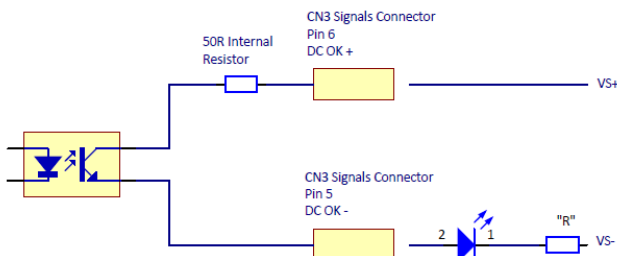 CN3 Signals Connector
Pin 6
DC OK +
50R Internal
Resistor
VS+
CN3 Signals Connector
Pin 5
DC OK -
2
1
"R"
VS-